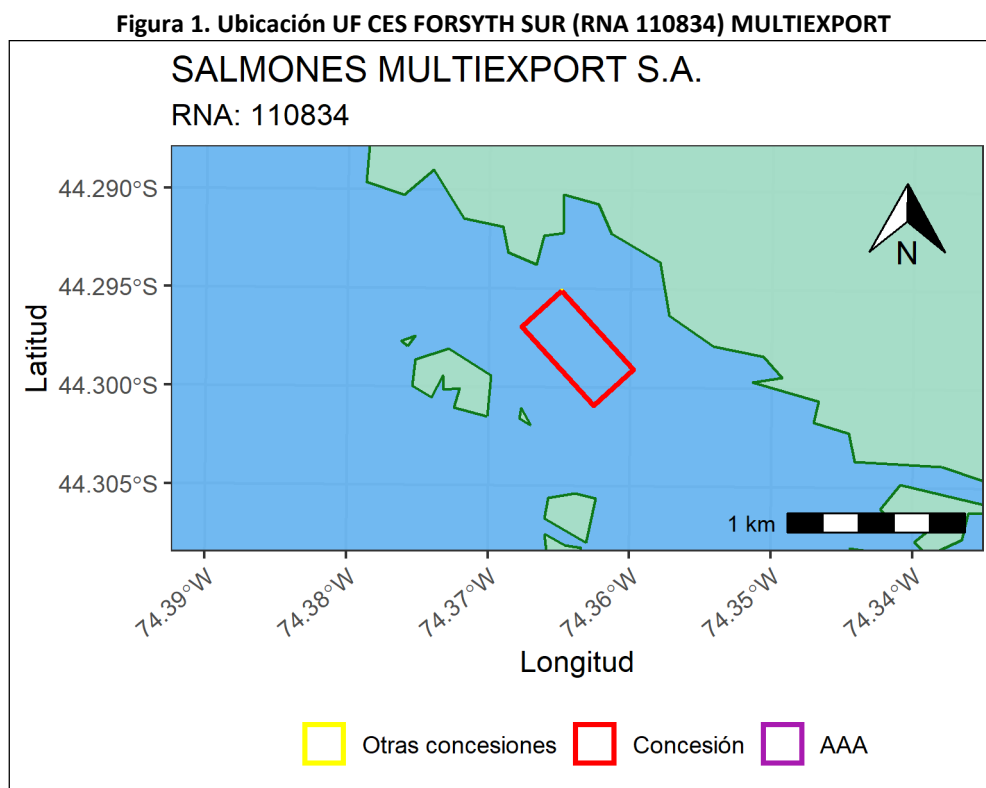 Figura 1. Ubicación UF CES FORSYTH SUR (RNA 110834) MULTIEXPORT
SALMONES MULTIEXPORT S.A.
RNA: 110834
44.290°S
44.295°S
44.300°S
44.305°S
Latitud
N
1 km
74.39°W
74.38°W
74.37°W
74.36°W
74.35°W
74.34°W
Longitud
Otras concesiones
Concesión
AAA